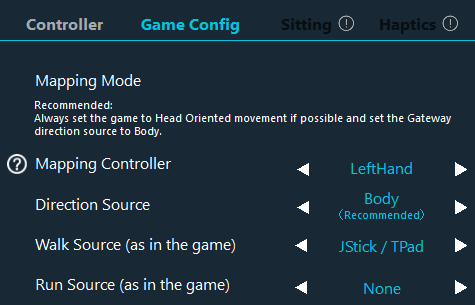 Controller Game Config Sitting Haptics
Mapping Mode
Recommended:
Always set the game to Head Oriented movement if possible and set the Gateway
direction source to Body.
Mapping Controller LeftHand
Direction Source Body
(Recommended)
Walk Source (as in the game) JStick / TPad
Run Source (as in the game) None